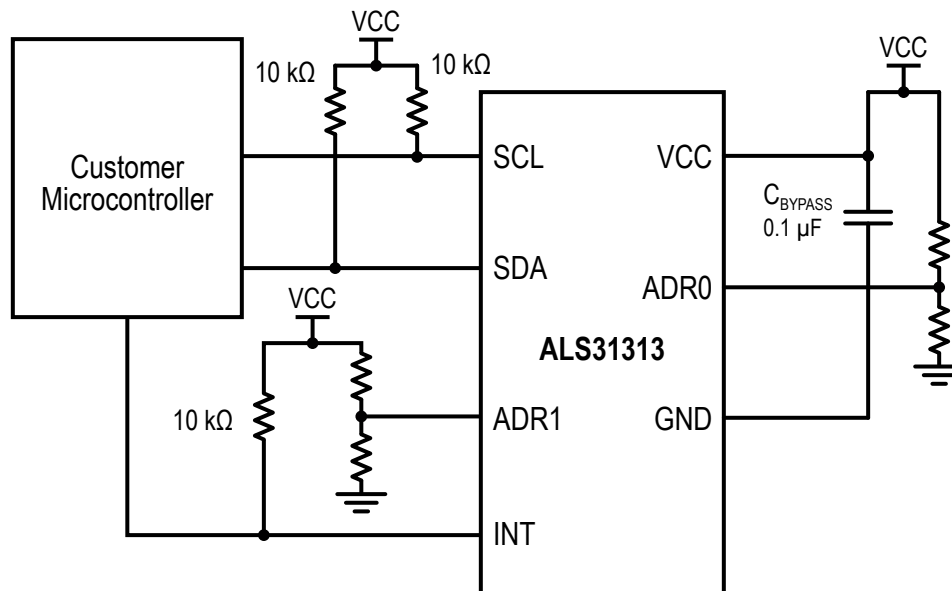 VCC
10 kΩ
10 kΩ
VCC
Customer
Microcontroller
SCL
VCC
C_BYPASS
0.1 µF
SDA
ADR0
VCC
ALS31313
10 kΩ
ADR1
GND
INT